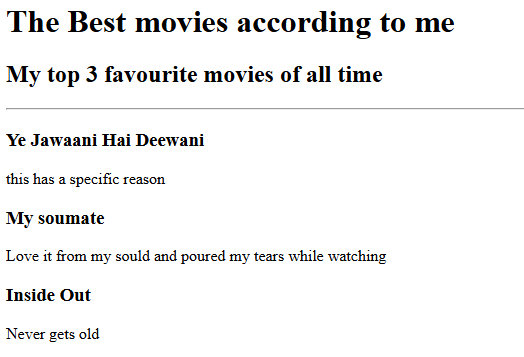 The Best movies according to me
My top 3 favourite movies of all time
Ye Jawaani Hai Deewani
this has a specific reason
My soumate
Love it from my sould and poured my tears while watching
Inside Out
Never gets old